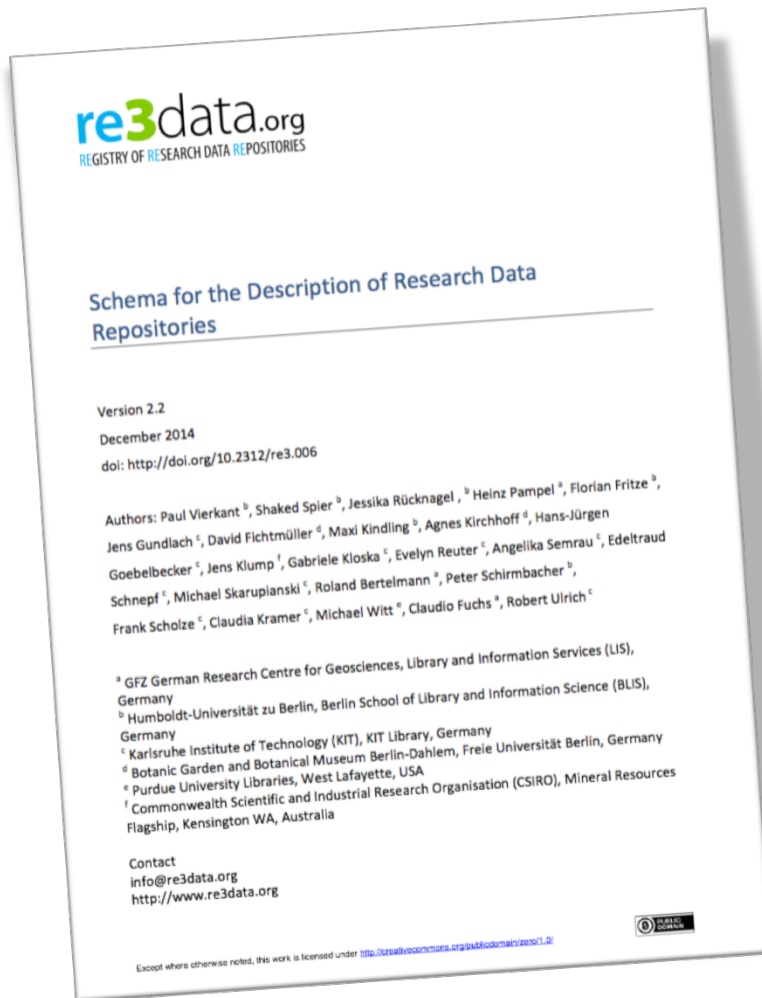 re3data.org
REGISTRY OF RESEARCH DATA REPOSITORIES
Schema for the Description of Research Data
Repositories
Version 2.2
December 2014
doi: http://doi.org/10.2312/re3.006
Authors: Paul Vierkant ᵇ, Shaked Spier ᵇ, Jessika Rücknagel , ᵇ Heinz Pampel ᵃ, Florian Fritze ᵇ,
Jens Gundlach ᶜ, David Fichtmüller ᵈ, Maxi Kindling ᵇ, Agnes Kirchhoff ᵈ, Hans-Jürgen
Goebelbecker ᶜ, Jens Klump ᶠ, Gabriele Kloska ᶜ, Evelyn Reuter ᶜ, Angelika Semrau ᶜ, Edeltraud
Schnepf ᶜ, Michael Skarupianski ᶜ, Roland Bertelmann ᵃ, Peter Schirmbacher ᵇ,
Frank Scholze ᶜ, Claudia Kramer ᶜ, Michael Witt ᵉ, Claudio Fuchs ᵃ, Robert Ulrich ᶜ
ᵃ GFZ German Research Centre for Geosciences, Library and Information Services (LIS),
Germany
ᵇ Humboldt-Universität zu Berlin, Berlin School of Library and Information Science (BLIS),
Germany
ᶜ Karlsruhe Institute of Technology (KIT), KIT Library, Germany
ᵈ Botanic Garden and Botanical Museum Berlin-Dahlem, Freie Universität Berlin, Germany
ᵉ Purdue University Libraries, West Lafayette, USA
ᶠ Commonwealth Scientific and Industrial Research Organisation (CSIRO), Mineral Resources
Flagship, Kensington WA, Australia
Contact
info@re3data.org
http://www.re3data.org
PUBLIC
DOMAIN
Except where otherwise noted, this work is licensed under http://creativecommons.org/publicdomain/zero/1.0/